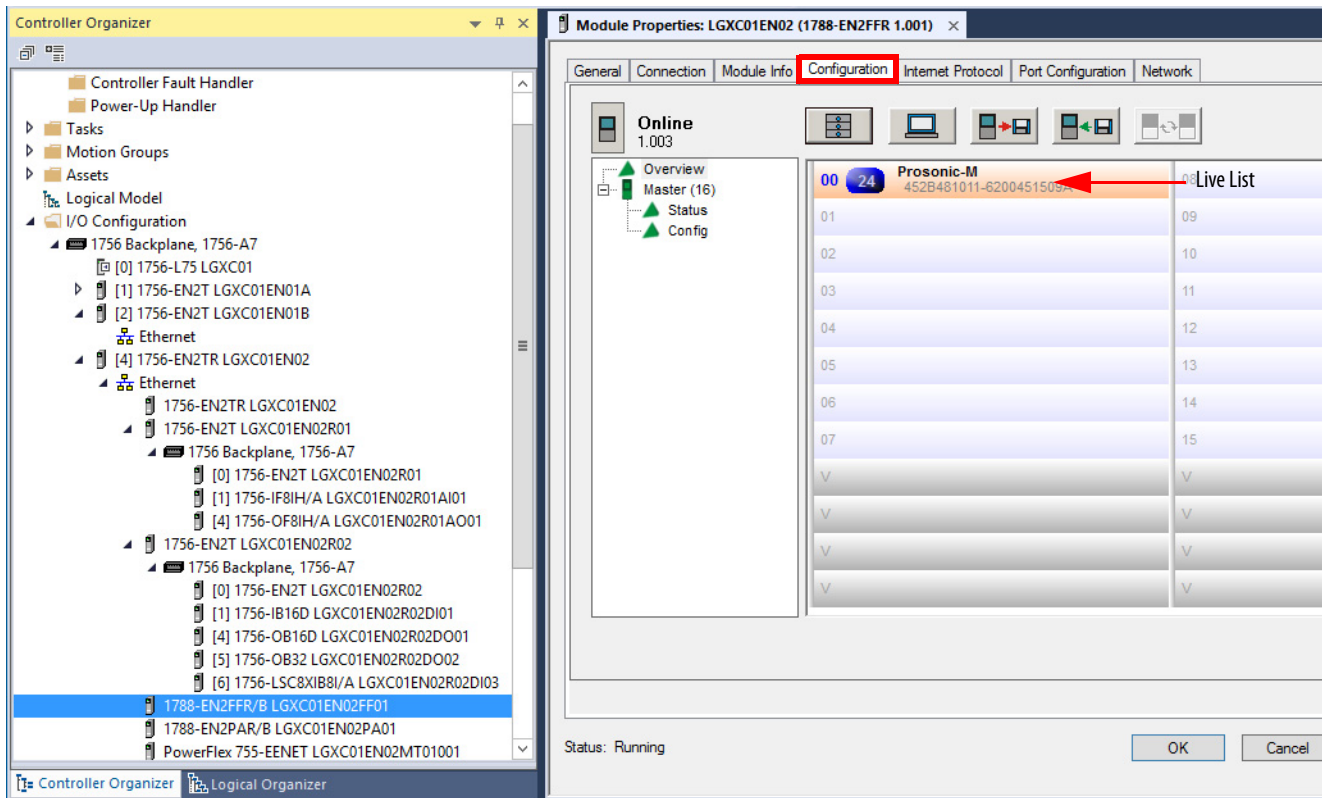 Controller Organizer
Controller Fault Handler
Power-Up Handler
Tasks
Motion Groups
Assets
Logical Model
I/O Configuration
1756 Backplane, 1756-A7
[0] 1756-L75 LGXC01
[1] 1756-EN2T LGXC01EN01A
[2] 1756-EN2T LGXC01EN01B
Ethernet
[4] 1756-EN2TR LGXC01EN02
Ethernet
1756-EN2TR LGXC01EN02
1756-EN2T LGXC01EN02R01
1756 Backplane, 1756-A7
[0] 1756-EN2T LGXC01EN02R01
[1] 1756-IF8IH/A LGXC01EN02R01AI01
[4] 1756-OF8IH/A LGXC01EN02R01AO01
1756-EN2T LGXC01EN02R02
1756 Backplane, 1756-A7
[0] 1756-EN2T LGXC01EN02R02
[1] 1756-IB16D LGXC01EN02R02DI01
[4] 1756-OB16D LGXC01EN02R02DO01
[5] 1756-OB32 LGXC01EN02R02DO02
[6] 1756-LSC8XIB8I/A LGXC01EN02R02DI03
1788-EN2FFR/B LGXC01EN02FF01
1788-EN2PAR/B LGXC01EN02PA01
PowerFlex 755-EENET LGXC01EN02MT01001
Controller Organizer
Logical Organizer
Module Properties: LGXC01EN02 (1788-EN2FFR 1.001)
General
Connection
Module Info
Configuration
Internet Protocol
Port Configuration
Network
Online
1.003
Overview
Master (16)
Status
Config
00 24 Prosonic-M
452B481011-6200451509A
Live List
01
02
03
04
05
06
07
V
V
V
V
08
09
10
11
12
13
14
15
V
V
V
V
Status: Running
OK
Cancel